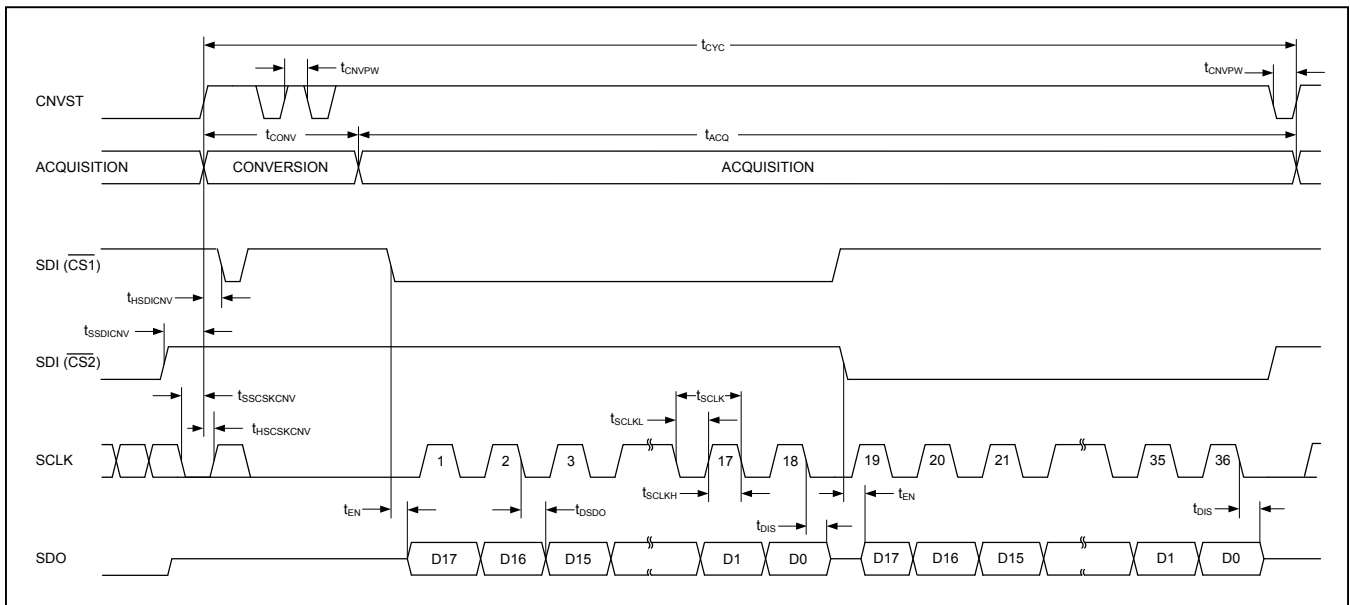 tCYC
tCNVPW
tCNVPW
CNVST
tCONV
tACQ
ACQUISITION CONVERSION ACQUISITION
SDI (CS1)
tHSDICNV
tSSDICNV
SDI (CS2)
tSSCSKCNV
tHSCSKCNV
tSCLK
tSCLKL
SCLK 1 2 3 17 18 19 20 21 35 36
tSCLKH
tEN
tDSDO
tDIS
tEN
tDIS
SDO D17 D16 D15 D1 D0 D17 D16 D15 D1 D0